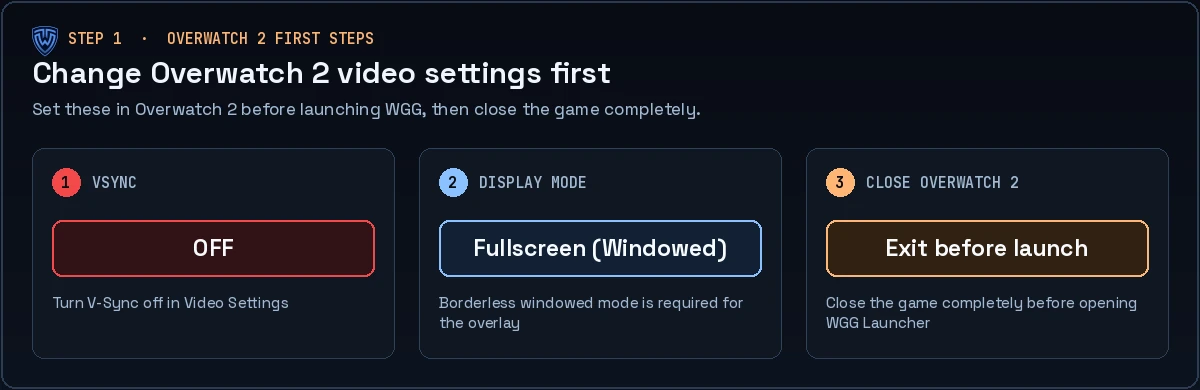 STEP 1 · OVERWATCH 2 FIRST STEPS
Change Overwatch 2 video settings first
Set these in Overwatch 2 before launching WGG, then close the game completely.
1 VSYNC
OFF
Turn V-Sync off in Video Settings
2 DISPLAY MODE
Fullscreen (Windowed)
Borderless windowed mode is required for
the overlay
3 CLOSE OVERWATCH 2
Exit before launch
Close the game completely before opening
WGG Launcher